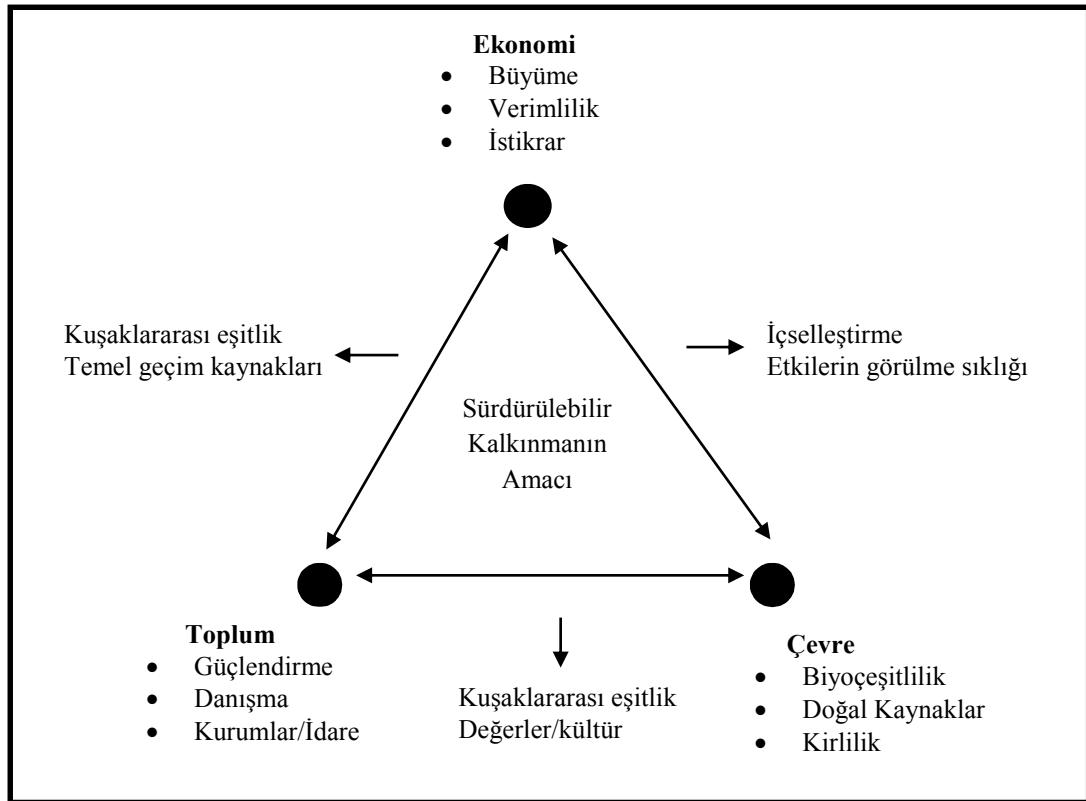 Ekonomi
• Büyüme
• Verimlilik
• İstikrar
Kuşaklararası eşitlik
Temel geçim kaynakları
İçselleştirme
Etkilerin görülme sıklığı
Sürdürülebilir
Kalkınmanın
Amacı
Toplum
• Güçlendirme
• Danışma
• Kurumlar/İdare
Kuşaklararası eşitlik
Değerler/kültür
Çevre
• Biyoçeşitlilik
• Doğal Kaynaklar
• Kirlilik